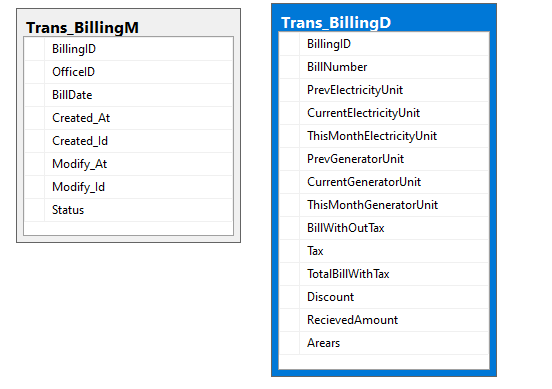 Trans_BillingM
BillingID
OfficeID
BillDate
Created_At
Created_Id
Modify_At
Modify_Id
Status
Trans_BillingD
BillingID
BillNumber
PrevElectricityUnit
CurrentElectricityUnit
ThisMonthElectricityUnit
PrevGeneratorUnit
CurrentGeneratorUnit
ThisMonthGeneratorUnit
BillWithOutTax
Tax
TotalBillWithTax
Discount
RecievedAmount
Arears